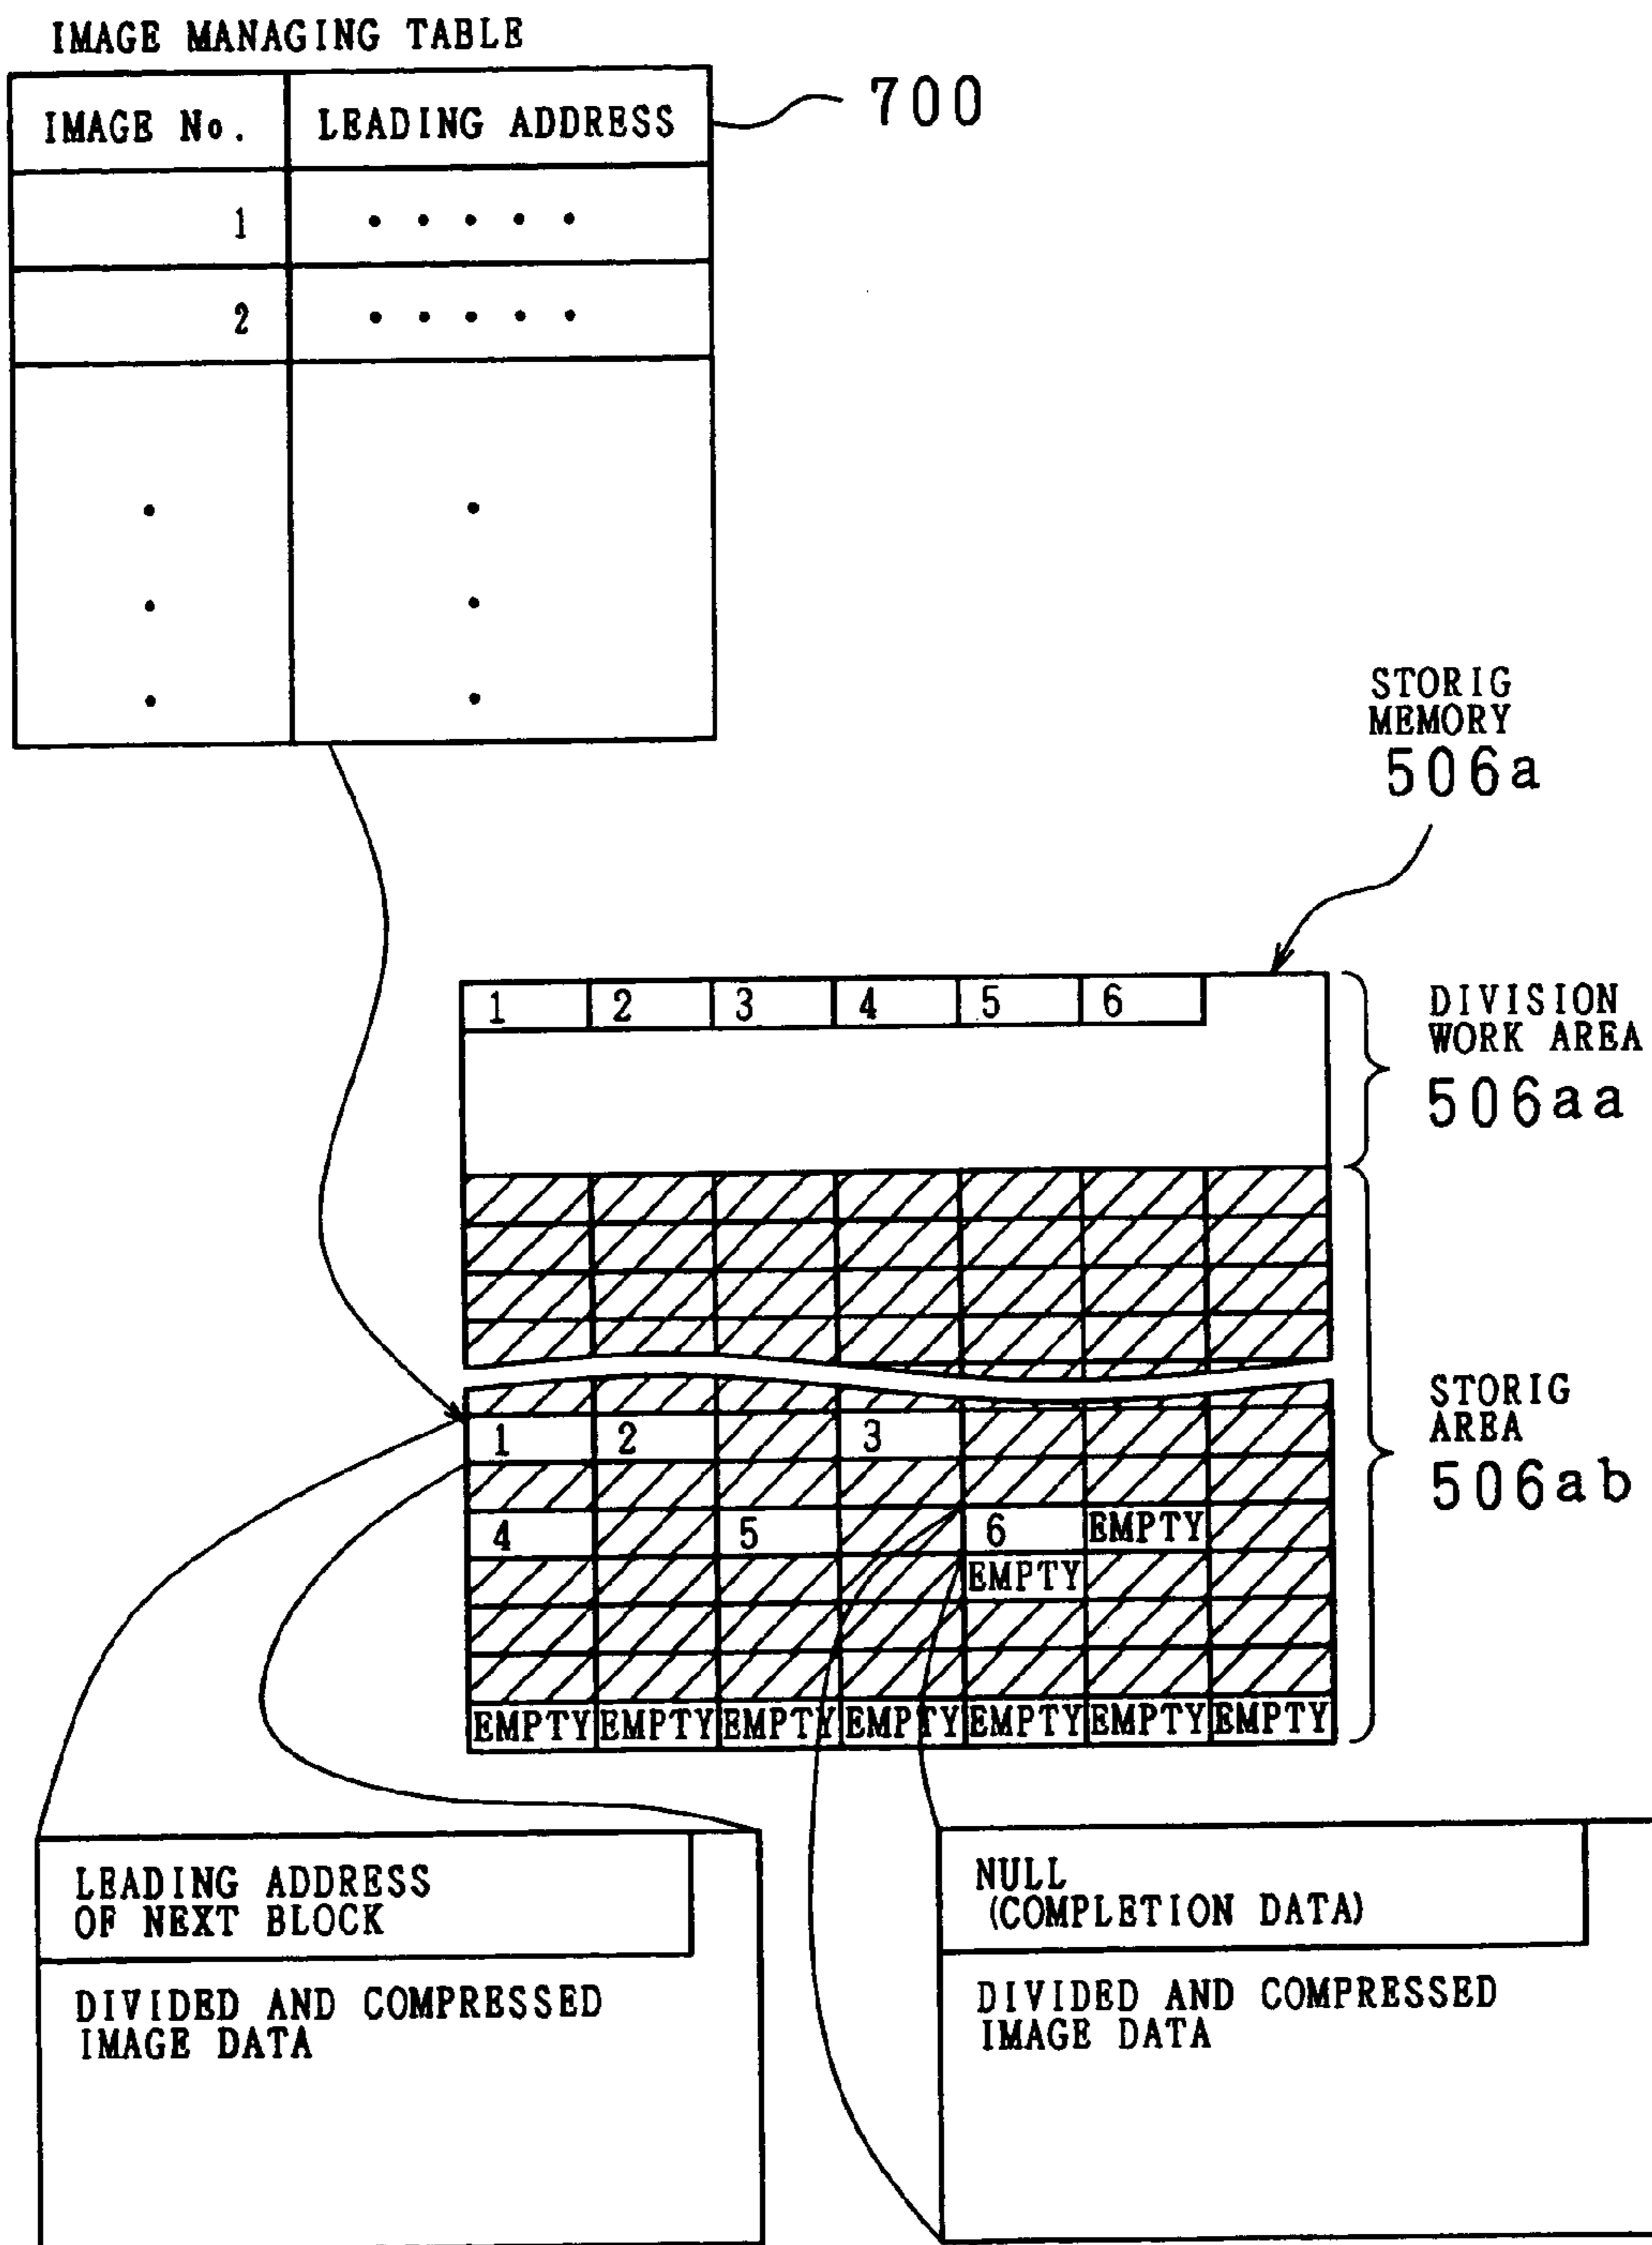 IMAGE MANAGING TABLE
IMAGE No. LEADING ADDRESS
700
1 • • • • •
2 • • • • •
• •
• •
• •
STORIG
MEMORY
506a
1 2 3 4 5 6
DIVISION
WORK AREA
506aa
STORIG
AREA
506ab
1 2 3
4 5 6 EMPTY
EMPTY
EMPTY EMPTY EMPTY EMPTY EMPTY EMPTY EMPTY
LEADING ADDRESS
OF NEXT BLOCK
DIVIDED AND COMPRESSED
IMAGE DATA
NULL
(COMPLETION DATA)
DIVIDED AND COMPRESSED
IMAGE DATA